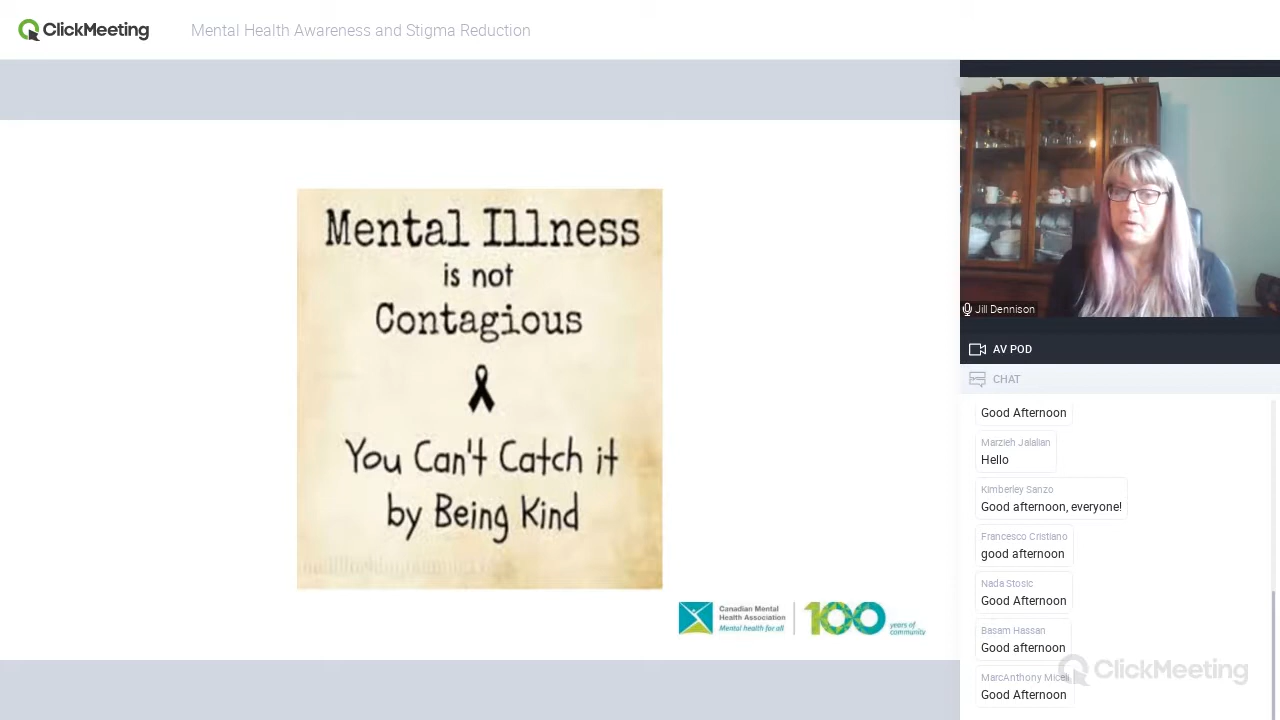 ClickMeeting
Mental Health Awareness and Stigma Reduction
Mental Illness
is not
Contagious
You Can't Catch it
by Being Kind
Canadian Mental
Health Association
Mental health for all
100
years of
community
Jill Dennison
AV POD
CHAT
Good Afternoon
Marzieh Jalalian
Hello
Kimberley Sanzo
Good afternoon, everyone!
Francesco Cristiano
good afternoon
Nada Stosic
Good Afternoon
Basam Hassan
Good afternoon
MarcAnthony Miceli
Good Afternoon
ClickMeeting